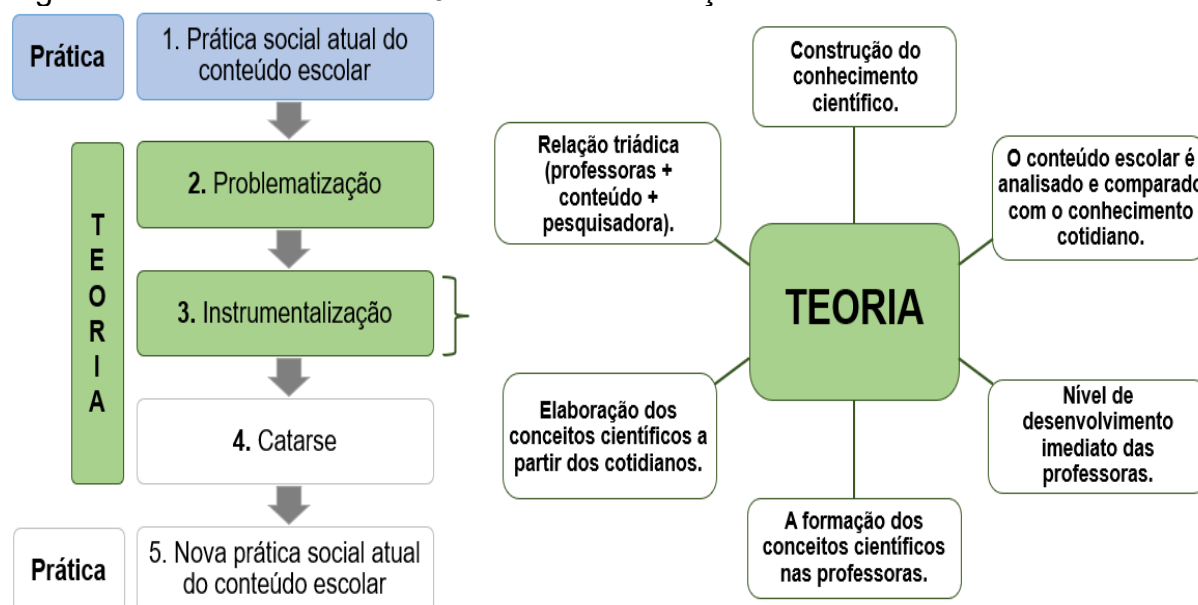 Prática
1. Prática social atual do
conteúdo escolar
T
E
O
R
I
A
2. Problematização
3. Instrumentalização
4. Catarse
Prática
5. Nova prática social atual
do conteúdo escolar
Construção do
conhecimento
científico.
Relação triádica
(professoras +
conteúdo +
pesquisadora).
O conteúdo escolar é
analisado e comparado
com o conhecimento
cotidiano.
TEORIA
Elaboração dos
conceitos científicos a
partir dos cotidianos.
Nível de
desenvolvimento
imediato das
professoras.
A formação dos
conceitos científicos
nas professoras.